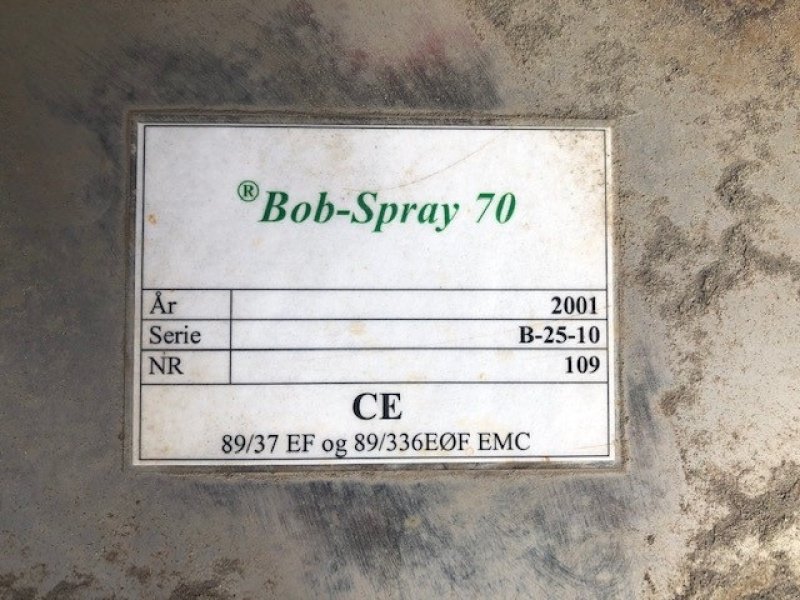 ® Bob-Spray 70
År 2001
Serie B-25-10
NR 109
CE
89/37 EF og 89/336EØF EMC